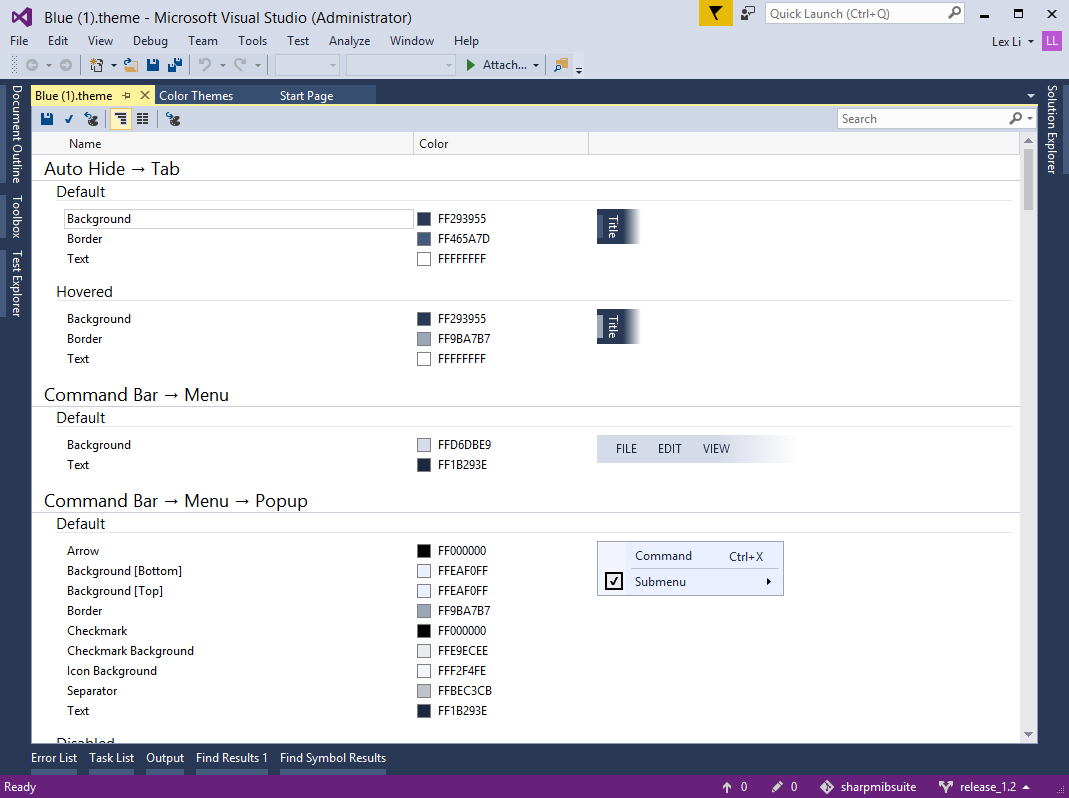 Blue (1).theme - Microsoft Visual Studio (Administrator)
Quick Launch (Ctrl+Q)
File Edit View Debug Team Tools Test Analyze Window Help
Lex Li LL
Attach...
Document Outline
Toolbox
Test Explorer
Blue (1).theme Color Themes Start Page
Solution Explorer
Search
Name Color
Auto Hide → Tab
Default
Background FF293955
Border FF465A7D
Text FFFFFFFF
Title
Hovered
Background FF293955
Border FF9BA7B7
Text FFFFFFFF
Title
Command Bar → Menu
Default
Background FFD6DBE9 FILE EDIT VIEW
Text FF1B293E
Command Bar → Menu → Popup
Default
Arrow FF000000 Command Ctrl+X
Background [Bottom] FFEAF0FF Submenu
Background [Top] FFEAF0FF
Border FF9BA7B7
Checkmark FF000000
Checkmark Background FFE9ECEE
Icon Background FFF2F4FE
Separator FFBEC3CB
Text FF1B293E
Disabled
Error List Task List Output Find Results 1 Find Symbol Results
Ready 0 0 sharpmibsuite release_1.2